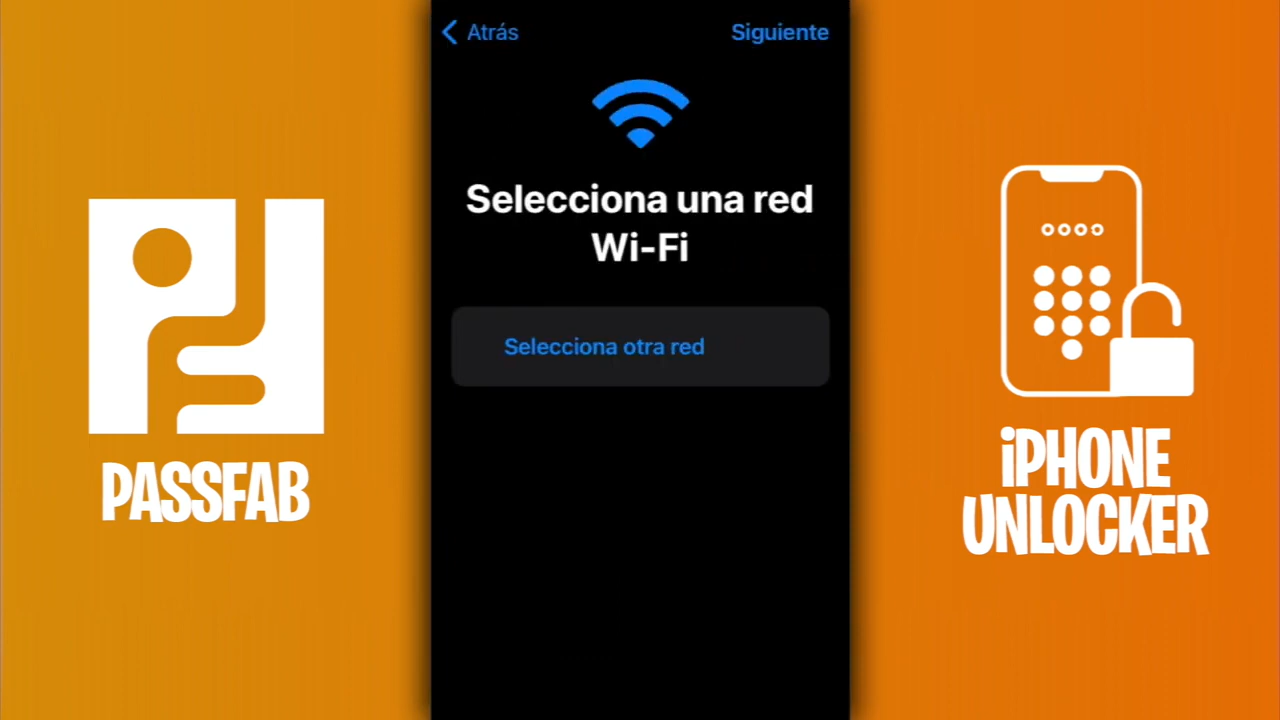 Atrás
Siguiente
Selecciona una red
Wi-Fi
Selecciona otra red
PASSFAB
iPHONE
UNLOCKER